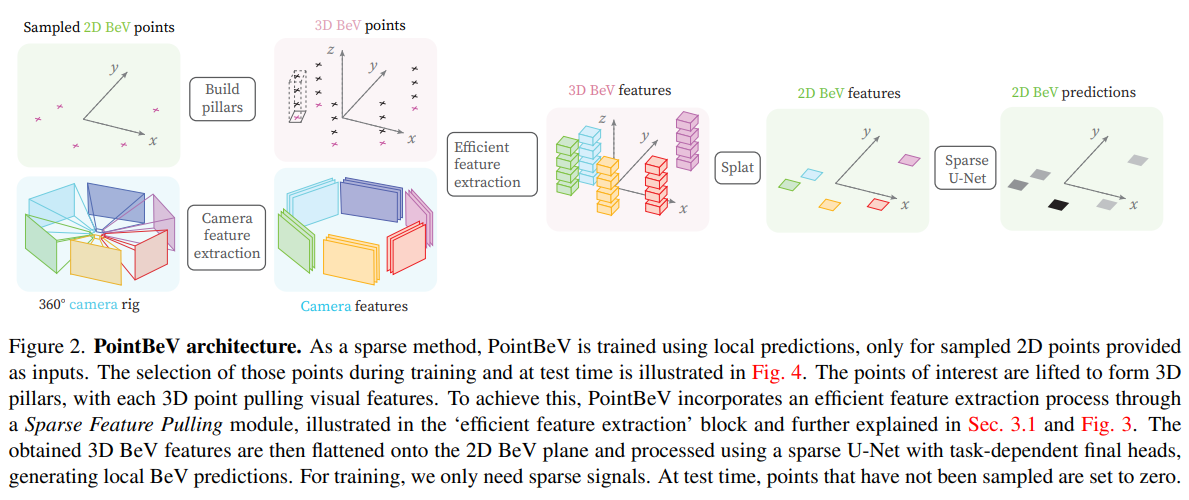 Sampled 2D BeV points
y
x
Build
pillars
3D BeV points
z
y
x
360° camera rig
Camera
feature
extraction
Camera features
Efficient
feature
extraction
3D BeV features
z
y
x
Splat
2D BeV features
y
x
Sparse
U-Net
2D BeV predictions
y
x
Figure 2. PointBeV architecture. As a sparse method, PointBeV is trained using local predictions, only for sampled 2D points provided
as inputs. The selection of those points during training and at test time is illustrated in Fig. 4. The points of interest are lifted to form 3D
pillars, with each 3D point pulling visual features. To achieve this, PointBeV incorporates an efficient feature extraction process through
a Sparse Feature Pulling module, illustrated in the ‘efficient feature extraction’ block and further explained in Sec. 3.1 and Fig. 3. The
obtained 3D BeV features are then flattened onto the 2D BeV plane and processed using a sparse U-Net with task-dependent final heads,
generating local BeV predictions. For training, we only need sparse signals. At test time, points that have not been sampled are set to zero.